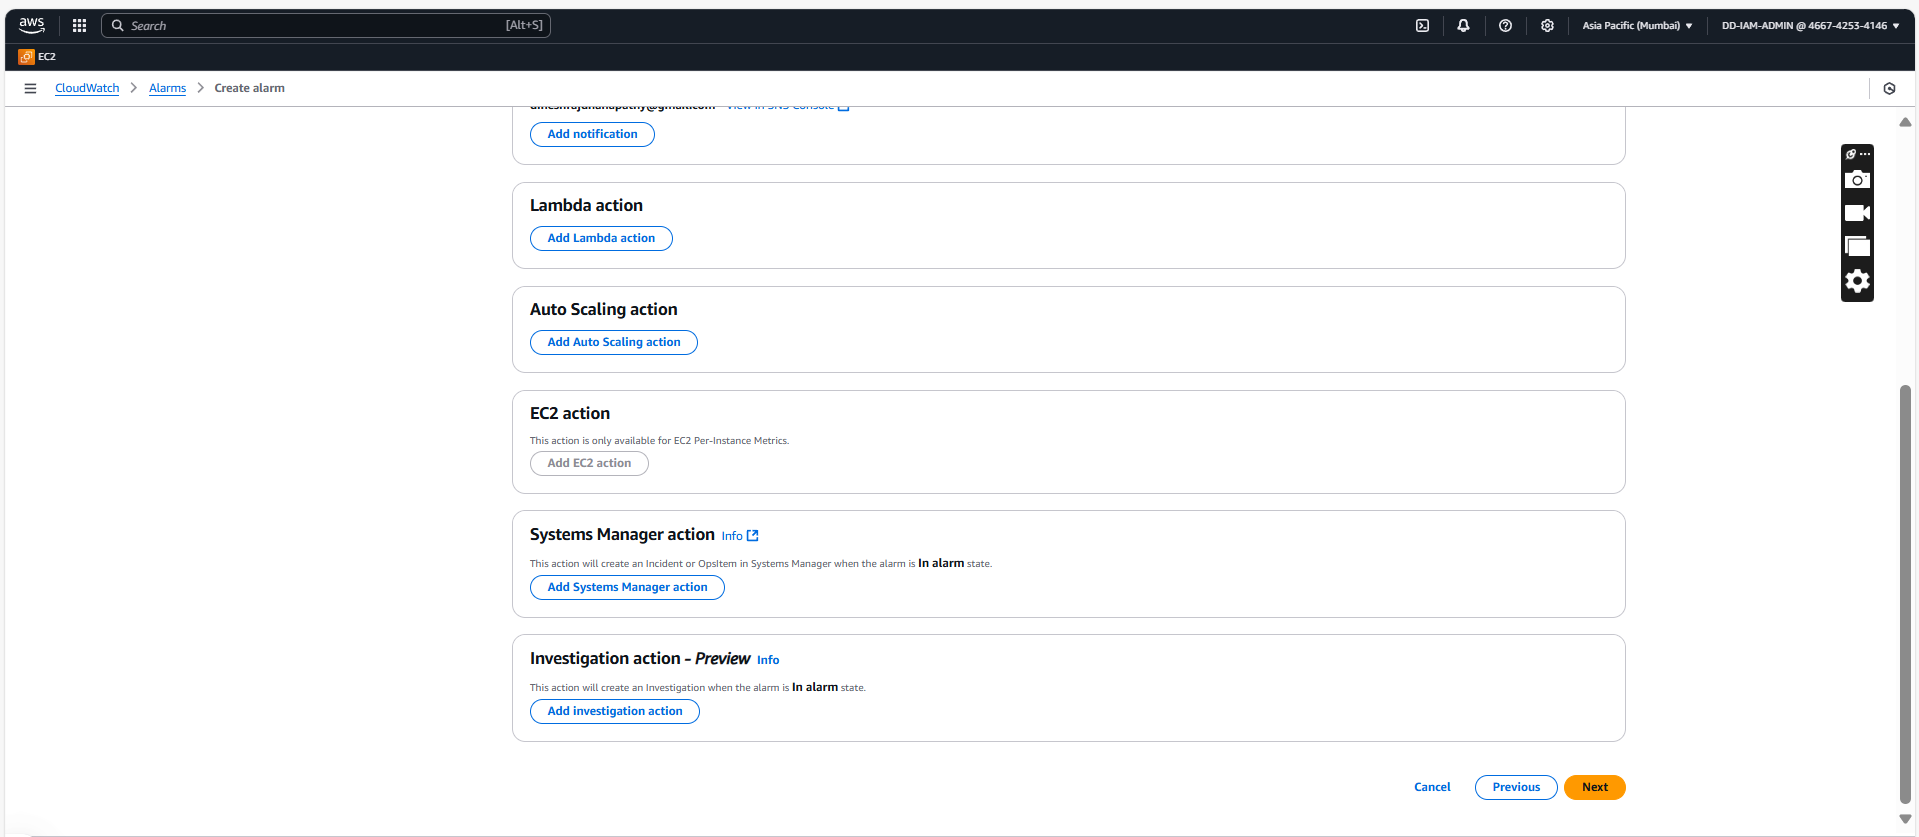 aws
Search
[Alt+S]
Asia Pacific (Mumbai)
DD-IAM-ADMIN @ 4667-4253-4146
EC2
CloudWatch
Alarms
Create alarm
View in SNS Console
Add notification
Lambda action
Add Lambda action
Auto Scaling action
Add Auto Scaling action
EC2 action
This action is only available for EC2 Per-Instance Metrics.
Add EC2 action
Systems Manager action Info
This action will create an Incident or OpsItem in Systems Manager when the alarm is In alarm state.
Add Systems Manager action
Investigation action - Preview Info
This action will create an Investigation when the alarm is In alarm state.
Add investigation action
Cancel
Previous
Next